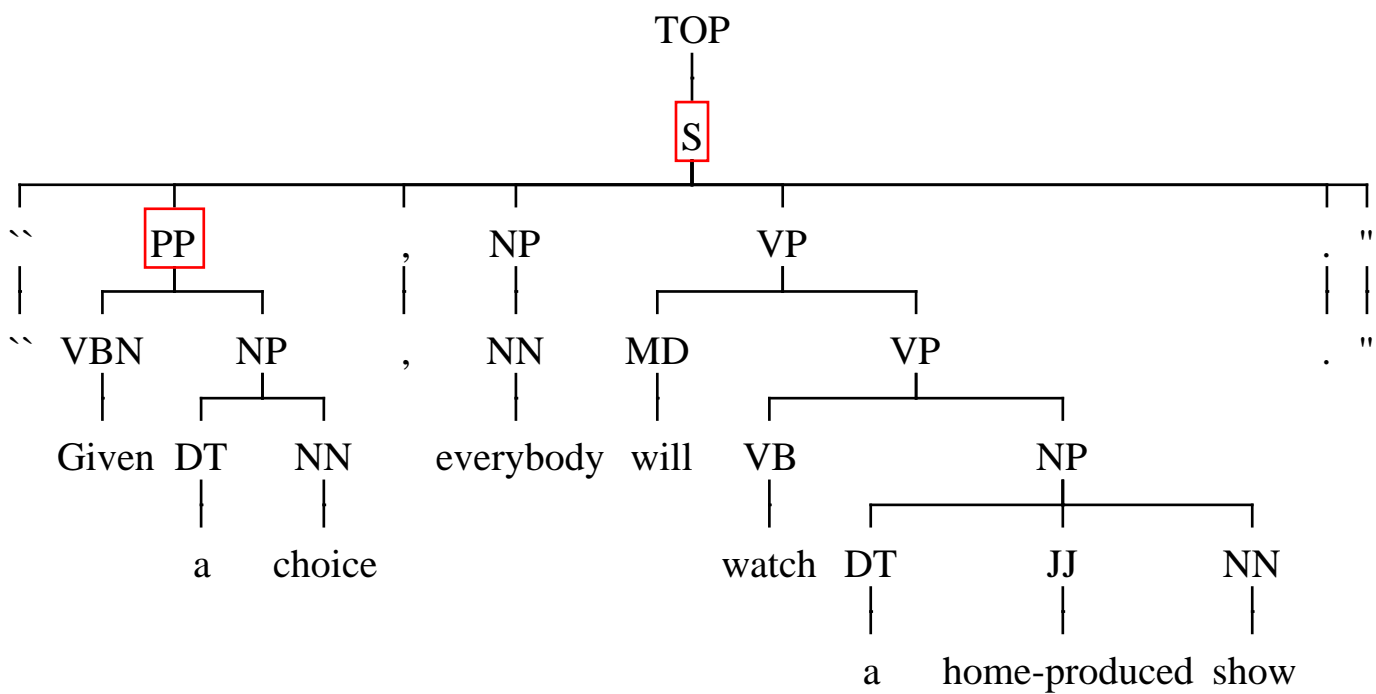 TOP
S
`` PP , NP VP . "
`` VBN NP , NN MD VP . "
Given DT NN everybody will VB NP
a choice watch DT JJ NN
a home-produced show